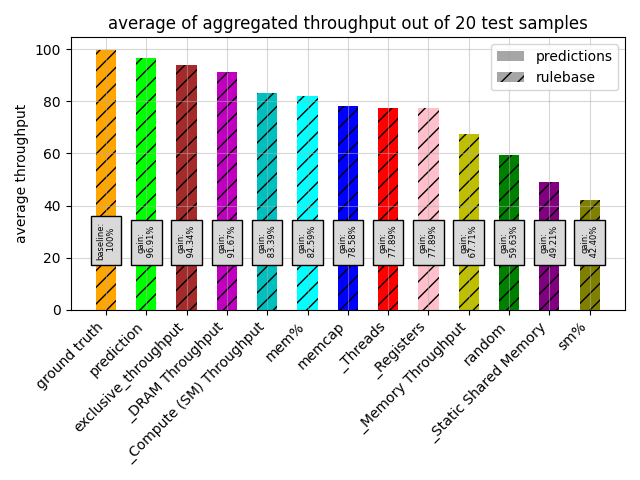 average of aggregated throughput out of 20 test samples
predictions
rulebase
average throughput
100
80
60
40
20
0
baseline:
100%
gain:
96.91%
gain:
94.34%
gain:
91.67%
gain:
83.39%
gain:
82.59%
gain:
78.58%
gain:
77.89%
gain:
77.89%
gain:
67.71%
gain:
59.63%
gain:
49.21%
gain:
42.40%
ground truth
prediction
exclusive_throughput
_DRAM Throughput
_Compute (SM) Throughput
mem%
memcap
_Threads
_Registers
_Memory Throughput
random
_Static Shared Memory
sm%